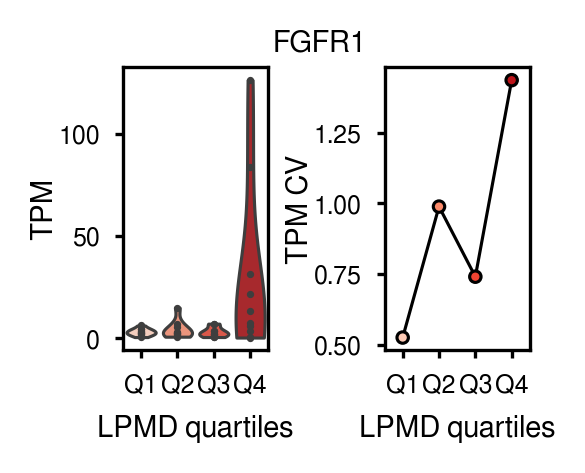 FGFR1
TPM
100
50
0
Q1 Q2 Q3 Q4
LPMD quartiles
TPM CV
1.25
1.00
0.75
0.50
Q1 Q2 Q3 Q4
LPMD quartiles